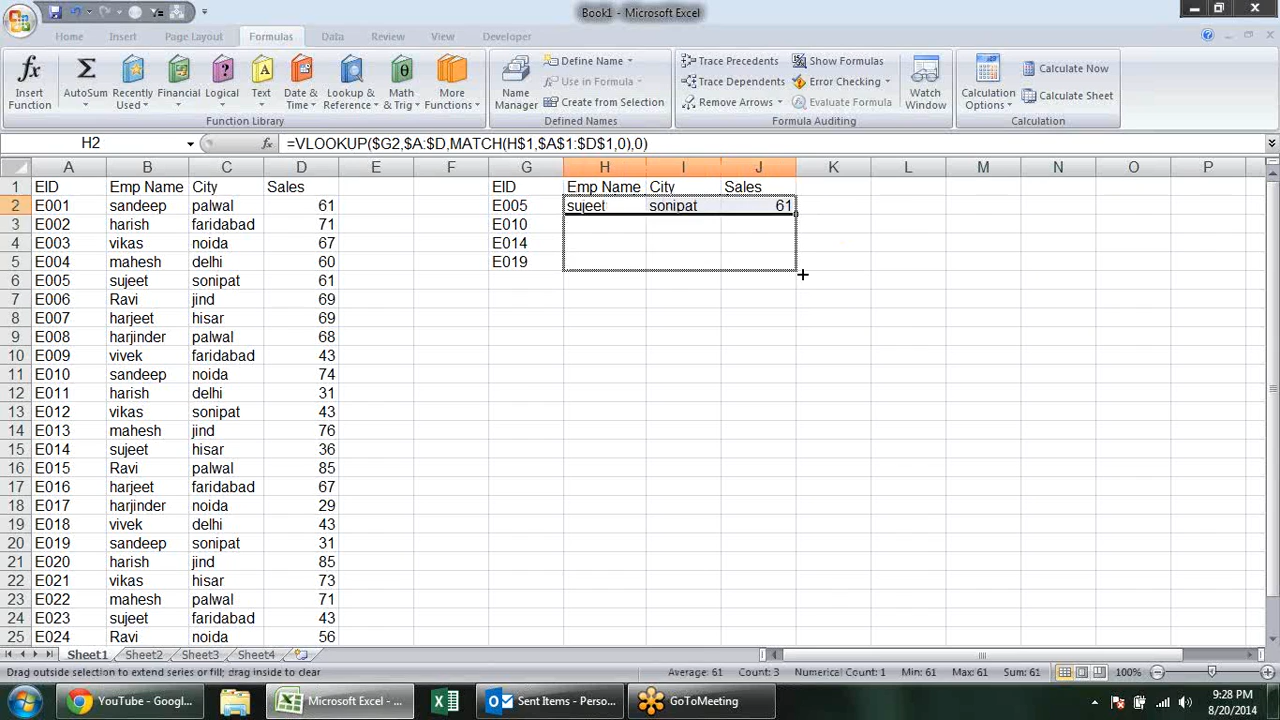 Book1 - Microsoft Excel
Home Insert Page Layout Formulas Data Review View Developer
Insert Function
AutoSum
Recently Used
Financial
Logical
Text
Date & Time
Lookup & Reference
Math & Trig
More Functions
Function Library
Name Manager
Define Name
Use in Formula
Create from Selection
Defined Names
Trace Precedents
Trace Dependents
Remove Arrows
Show Formulas
Error Checking
Evaluate Formula
Formula Auditing
Watch Window
Calculation Options
Calculate Now
Calculate Sheet
Calculation
H2 fx =VLOOKUP($G2,$A:$D,MATCH(H$1,$A$1:$D$1,0),0)
A B C D E F G H I J K L M N O P
1 EID Emp Name City Sales EID Emp Name City Sales
2 E001 sandeep palwal 61 E005 sujeet sonipat 61
3 E002 harish faridabad 71 E010
4 E003 vikas noida 67 E014
5 E004 mahesh delhi 60 E019
6 E005 sujeet sonipat 61
7 E006 Ravi jind 69
8 E007 harjeet hisar 69
9 E008 harjinder palwal 68
10 E009 vivek faridabad 43
11 E010 sandeep noida 74
12 E011 harish delhi 31
13 E012 vikas sonipat 43
14 E013 mahesh jind 76
15 E014 sujeet hisar 36
16 E015 Ravi palwal 85
17 E016 harjeet faridabad 67
18 E017 harjinder noida 29
19 E018 vivek delhi 43
20 E019 sandeep sonipat 31
21 E020 harish jind 85
22 E021 vikas hisar 73
23 E022 mahesh palwal 71
24 E023 sujeet faridabad 43
25 E024 Ravi noida 56
Sheet1 Sheet2 Sheet3 Sheet4
Drag outside selection to extend series or fill; drag inside to clear Average: 61 Count: 3 Numerical Count: 1 Min: 61 Max: 61 Sum: 61 100%
YouTube - Googl... Microsoft Excel - ... Sent Items - Perso... GoToMeeting 9:28 PM
8/20/2014